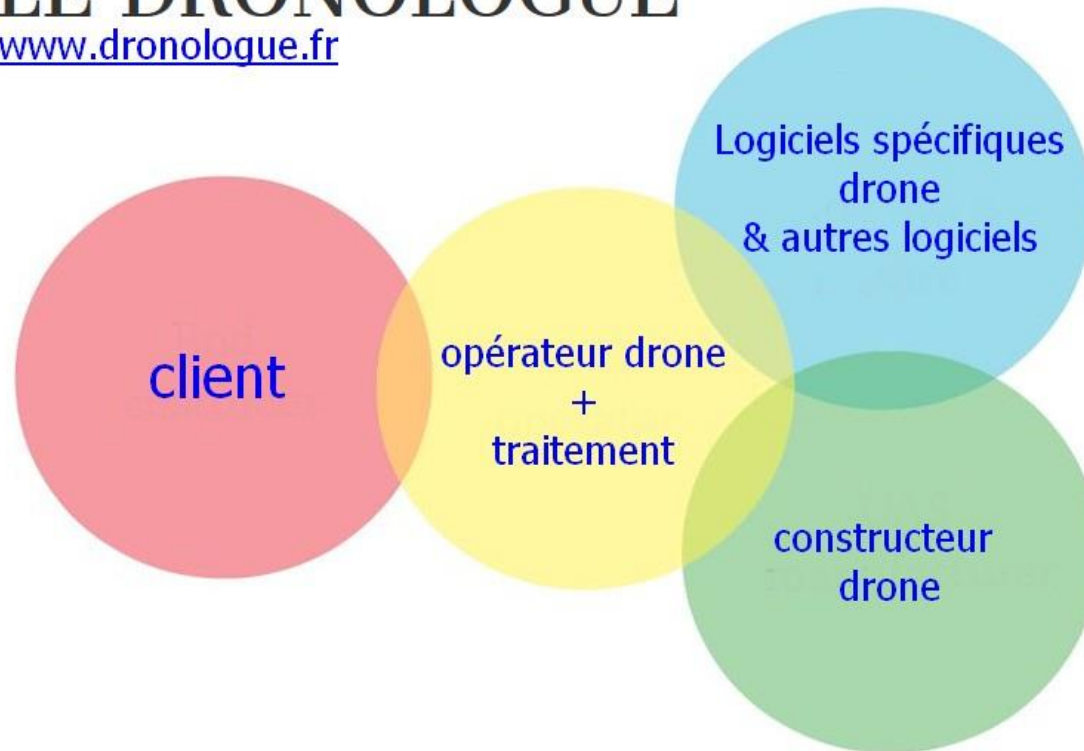 LE DRONOLOGUE
www.dronologue.fr
Logiciels spécifiques
drone
& autres logiciels
client
opérateur drone
+
traitement
constructeur
drone